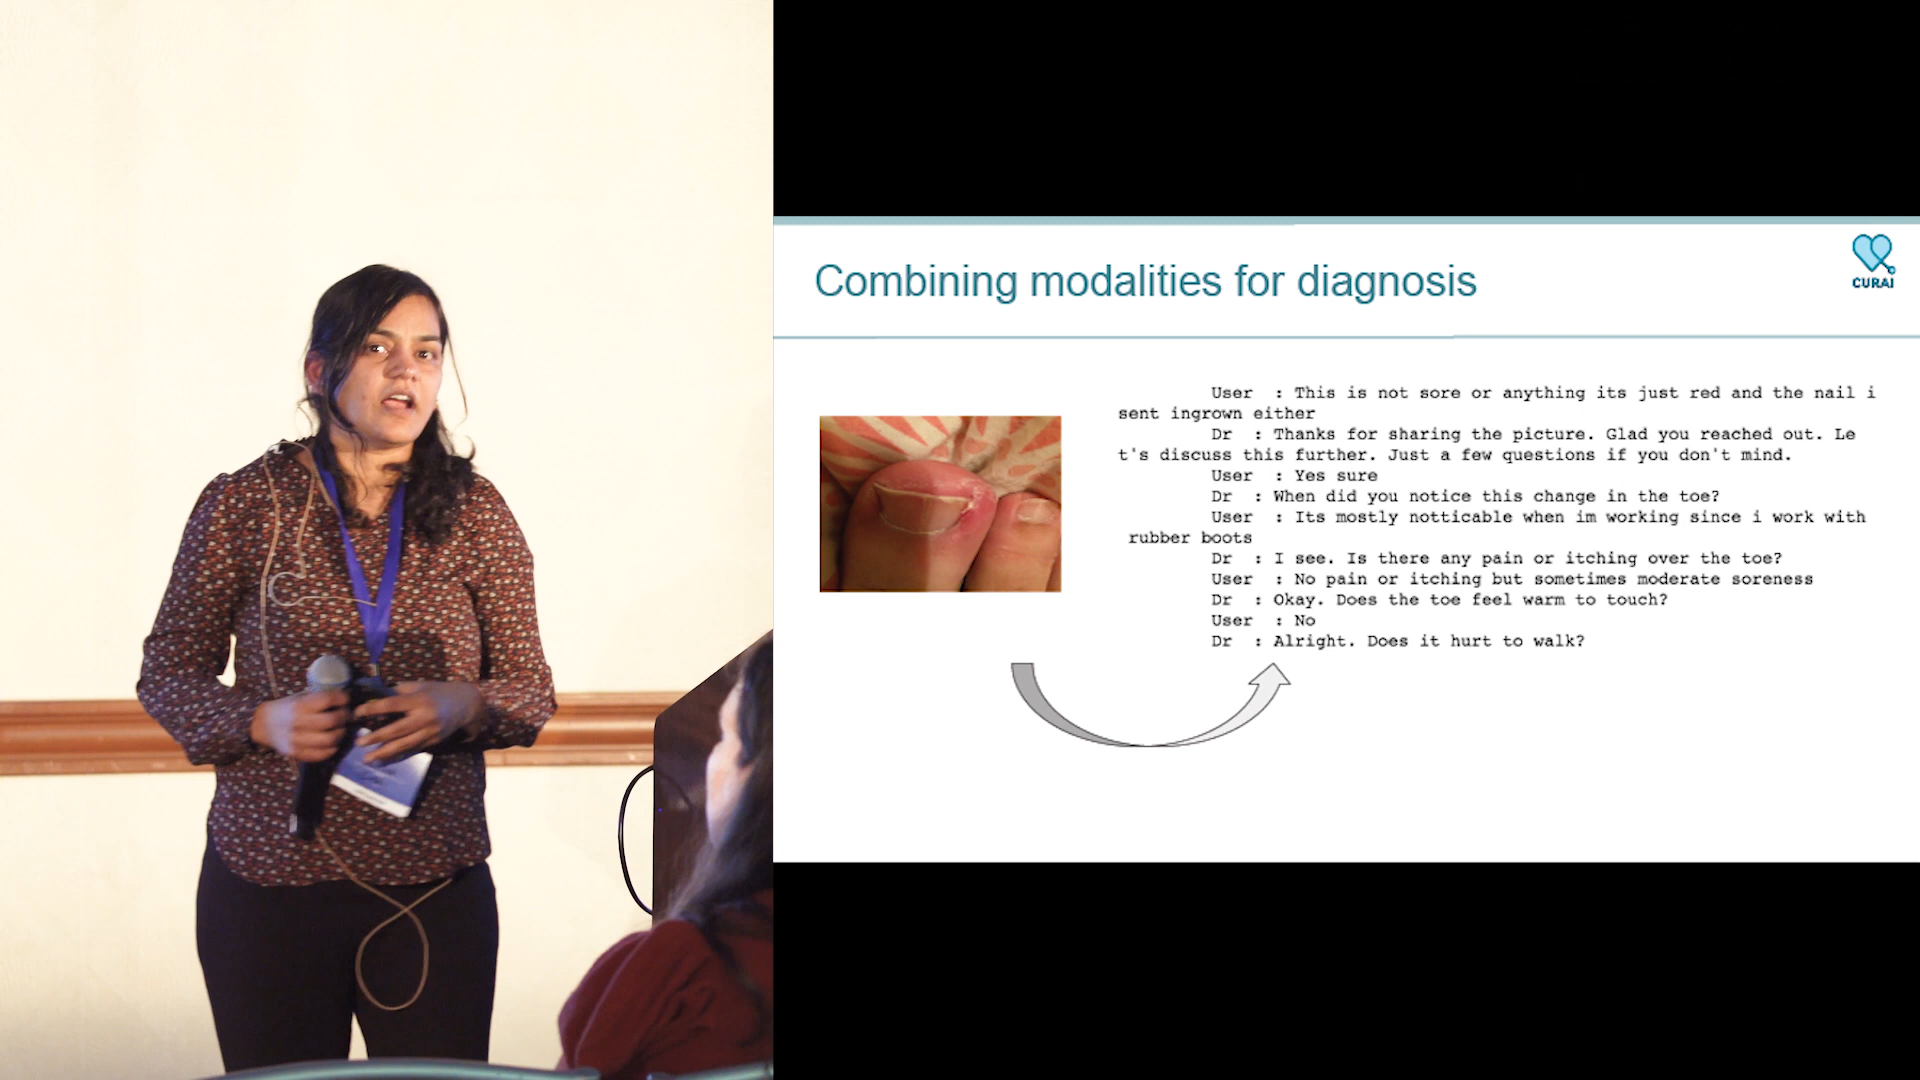 Combining modalities for diagnosis
CURAI
User : This is not sore or anything its just red and the nail i
sent ingrown either
Dr : Thanks for sharing the picture. Glad you reached out. Le
t's discuss this further. Just a few questions if you don't mind.
User : Yes sure
Dr : When did you notice this change in the toe?
User : Its mostly notticable when im working since i work with
rubber boots
Dr : I see. Is there any pain or itching over the toe?
User : No pain or itching but sometimes moderate soreness
Dr : Okay. Does the toe feel warm to touch?
User : No
Dr : Alright. Does it hurt to walk?